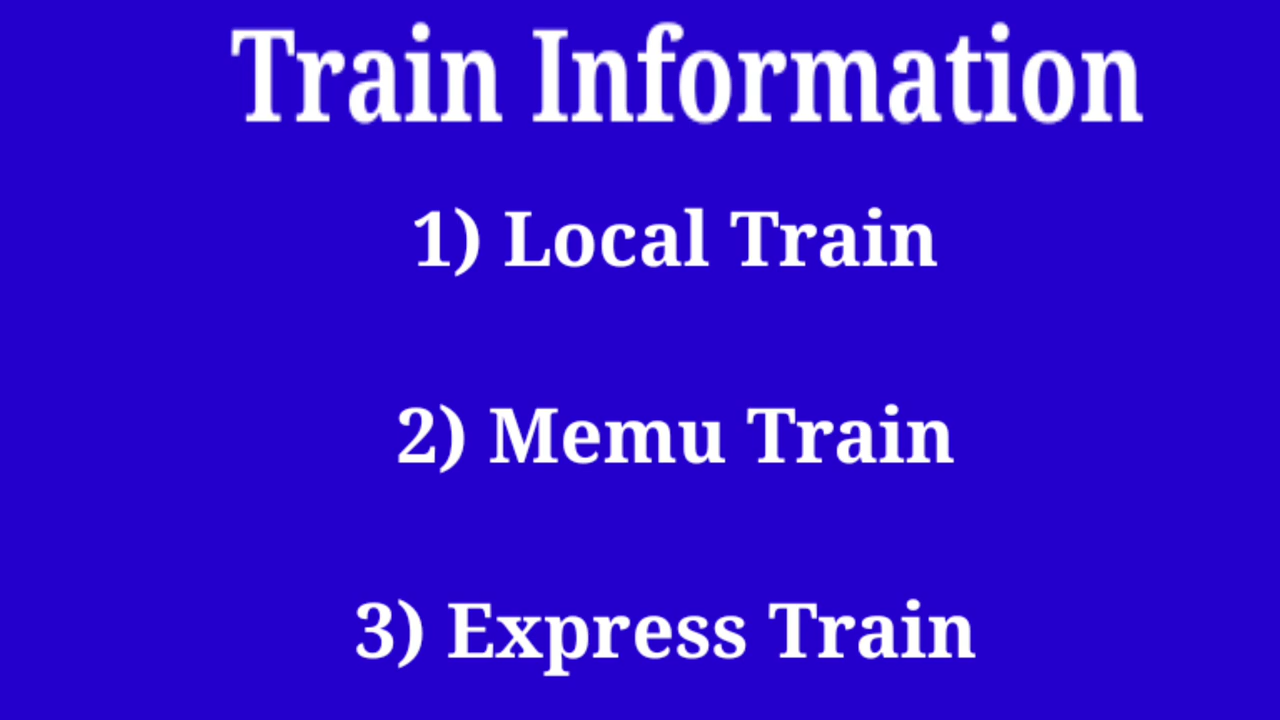 Train Information
1) Local Train
2) Memu Train
3) Express Train